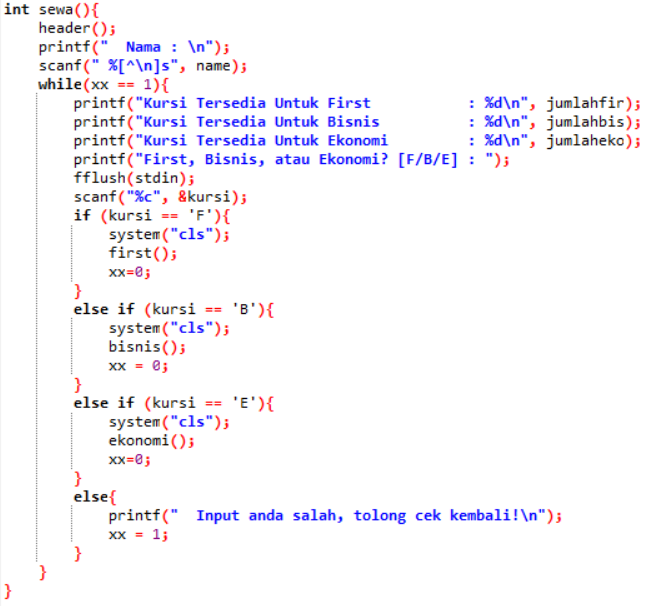 int sewa(){
    header();
    printf("  Nama : \n");
    scanf(" %[^\n]s", name);
    while(xx == 1){
        printf("Kursi Tersedia Untuk First           : %d\n", jumlahfir);
        printf("Kursi Tersedia Untuk Bisnis          : %d\n", jumlahbis);
        printf("Kursi Tersedia Untuk Ekonomi         : %d\n", jumlaheko);
        printf("First, Bisnis, atau Ekonomi? [F/B/E] : ");
        fflush(stdin);
        scanf("%c", &kursi);
        if (kursi == 'F'){
            system("cls");
            first();
            xx=0;
        }
        else if (kursi == 'B'){
            system("cls");
            bisnis();
            xx = 0;
        }
        else if (kursi == 'E'){
            system("cls");
            ekonomi();
            xx=0;
        }
        else{
            printf("  Input anda salah, tolong cek kembali!\n");
            xx = 1;
        }
    }
}